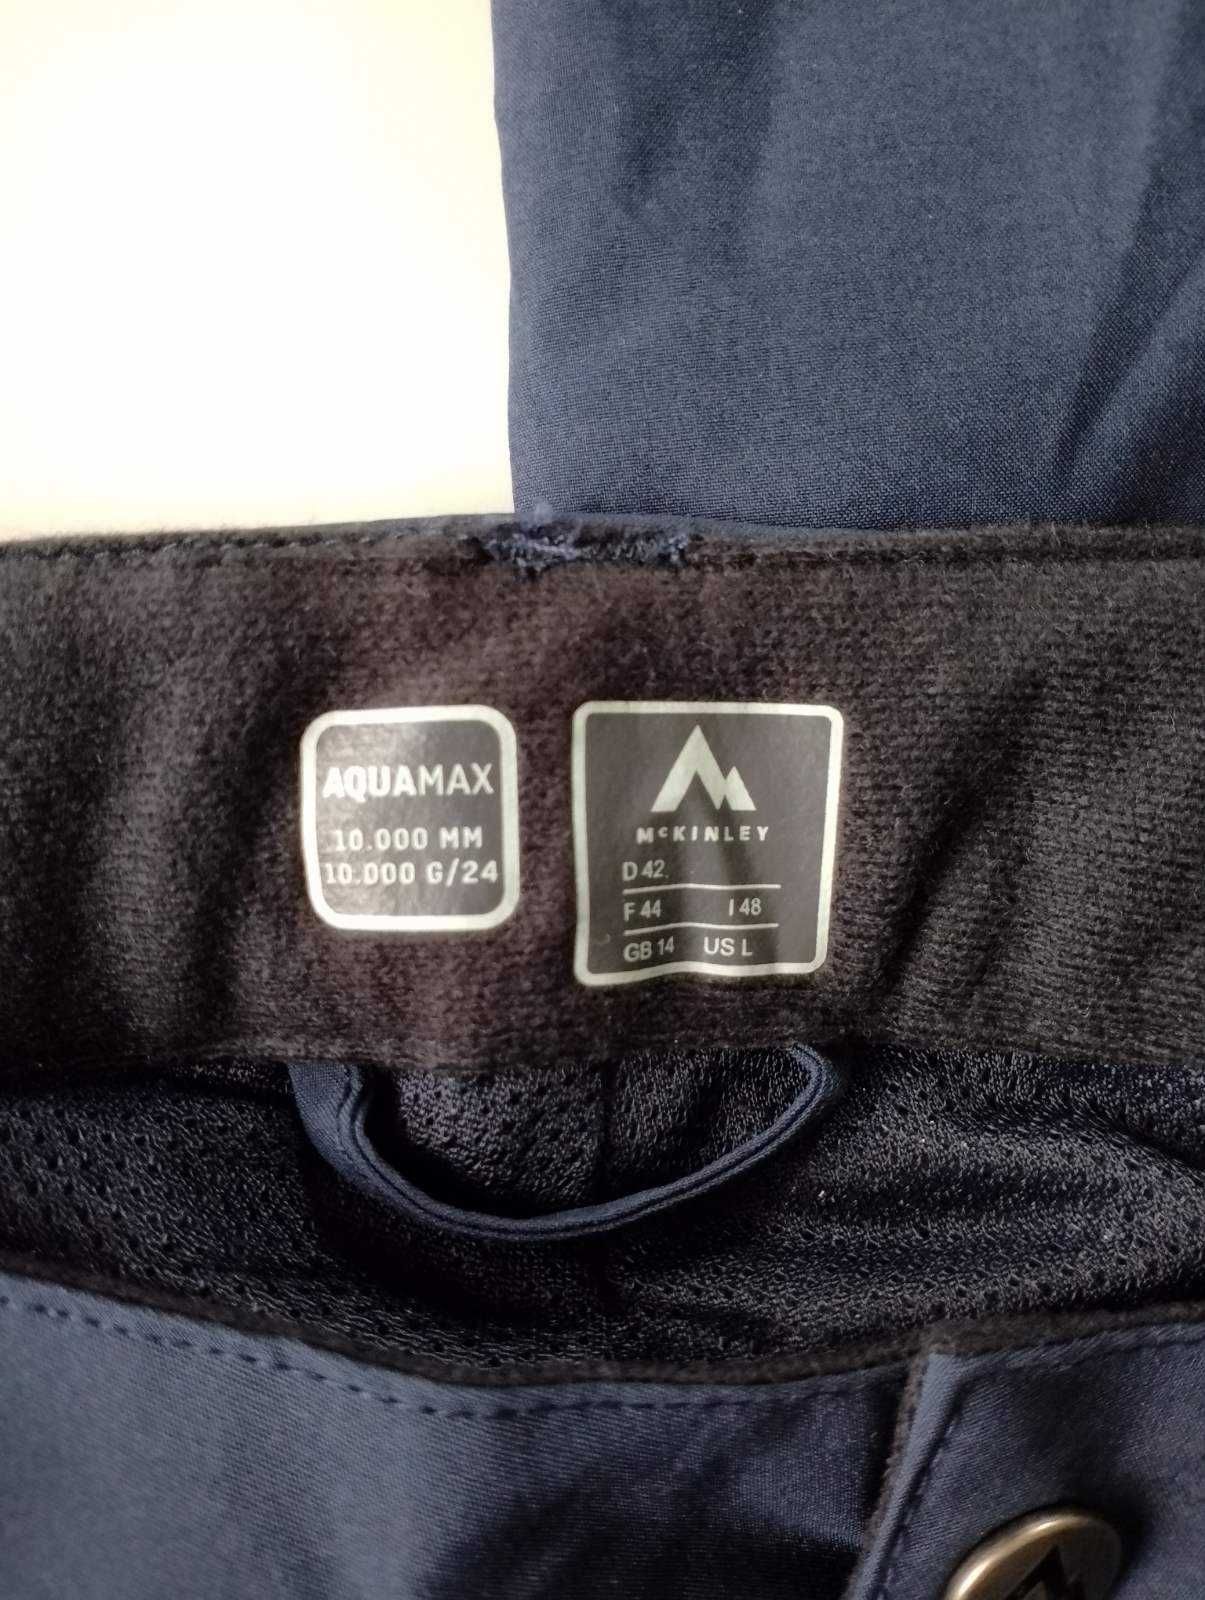 AQUAMAX
10.000 MM
10.000 G/24
McKINLEY
D 42
F 44 I 48
GB 14 US L